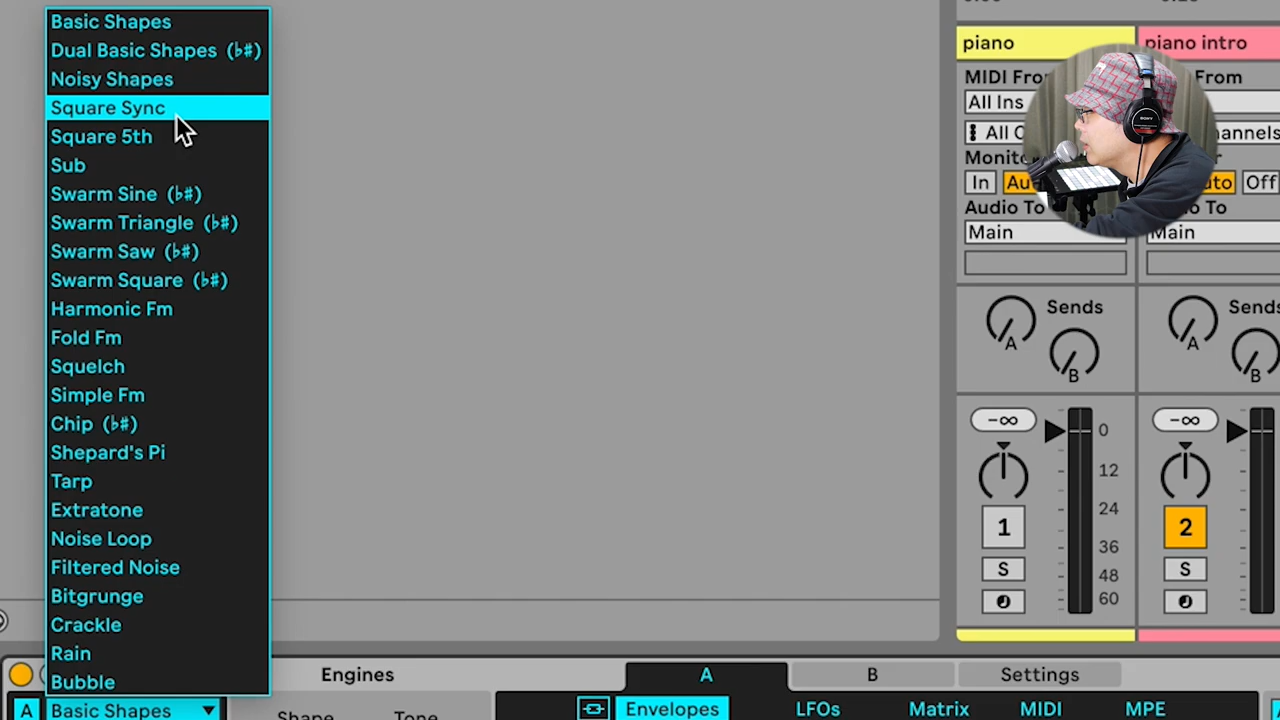 Basic Shapes
Dual Basic Shapes (b#)
Noisy Shapes
Square Sync
Square 5th
Sub
Swarm Sine (b#)
Swarm Triangle (b#)
Swarm Saw (b#)
Swarm Square (b#)
Harmonic Fm
Fold Fm
Squelch
Simple Fm
Chip (b#)
Shepard's Pi
Tarp
Extratone
Noise Loop
Filtered Noise
Bitgrunge
Crackle
Rain
Bubble
A Basic Shapes
Engines
Shape Tone
A B Settings
Envelopes LFOs Matrix MIDI MPE
piano
MIDI From
All Ins
Audio To
Main
Sends
A
B
-∞
0
12
24
36
48
60
1
S
piano intro
From
Off
Main
Sends
A
B
-∞
2
S